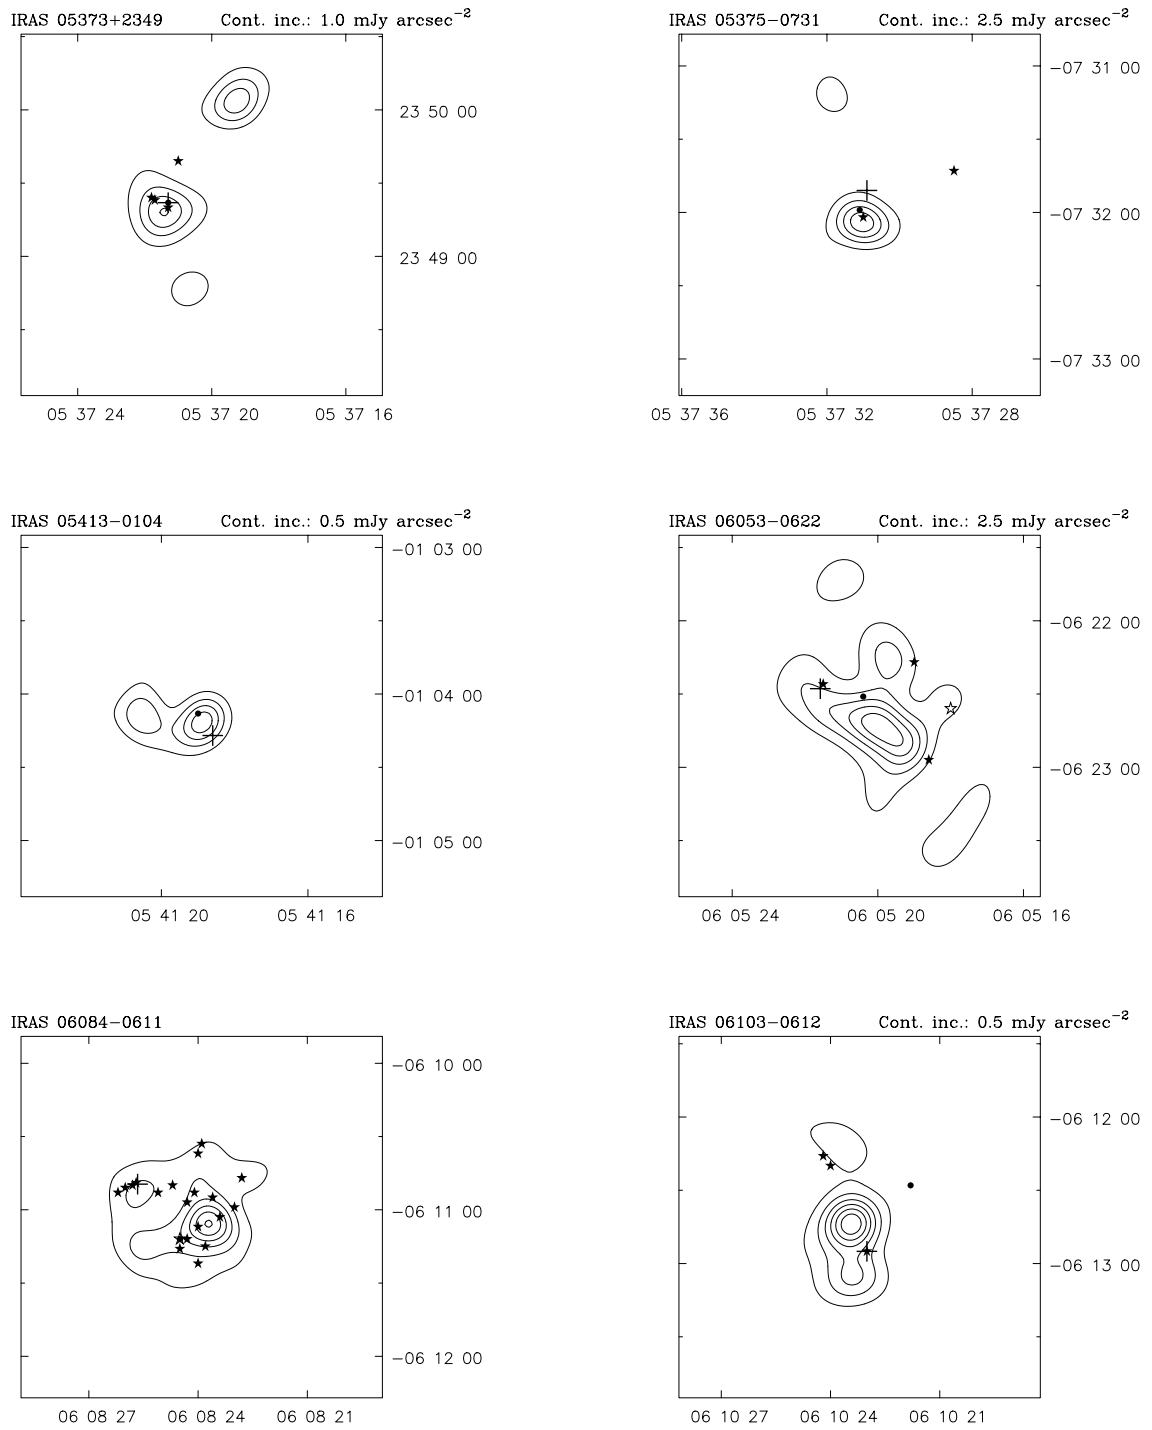 IRAS 05373+2349 Cont. inc.: 1.0 mJy arcsec⁻²
23 50 00
23 49 00
05 37 24 05 37 20 05 37 16
IRAS 05375−0731 Cont. inc.: 2.5 mJy arcsec⁻²
−07 31 00
−07 32 00
−07 33 00
05 37 36 05 37 32 05 37 28
IRAS 05413−0104 Cont. inc.: 0.5 mJy arcsec⁻²
−01 03 00
−01 04 00
−01 05 00
05 41 20 05 41 16
IRAS 06053−0622 Cont. inc.: 2.5 mJy arcsec⁻²
−06 22 00
−06 23 00
06 05 24 06 05 20 06 05 16
IRAS 06084−0611
−06 10 00
−06 11 00
−06 12 00
06 08 27 06 08 24 06 08 21
IRAS 06103−0612 Cont. inc.: 0.5 mJy arcsec⁻²
−06 12 00
−06 13 00
06 10 27 06 10 24 06 10 21